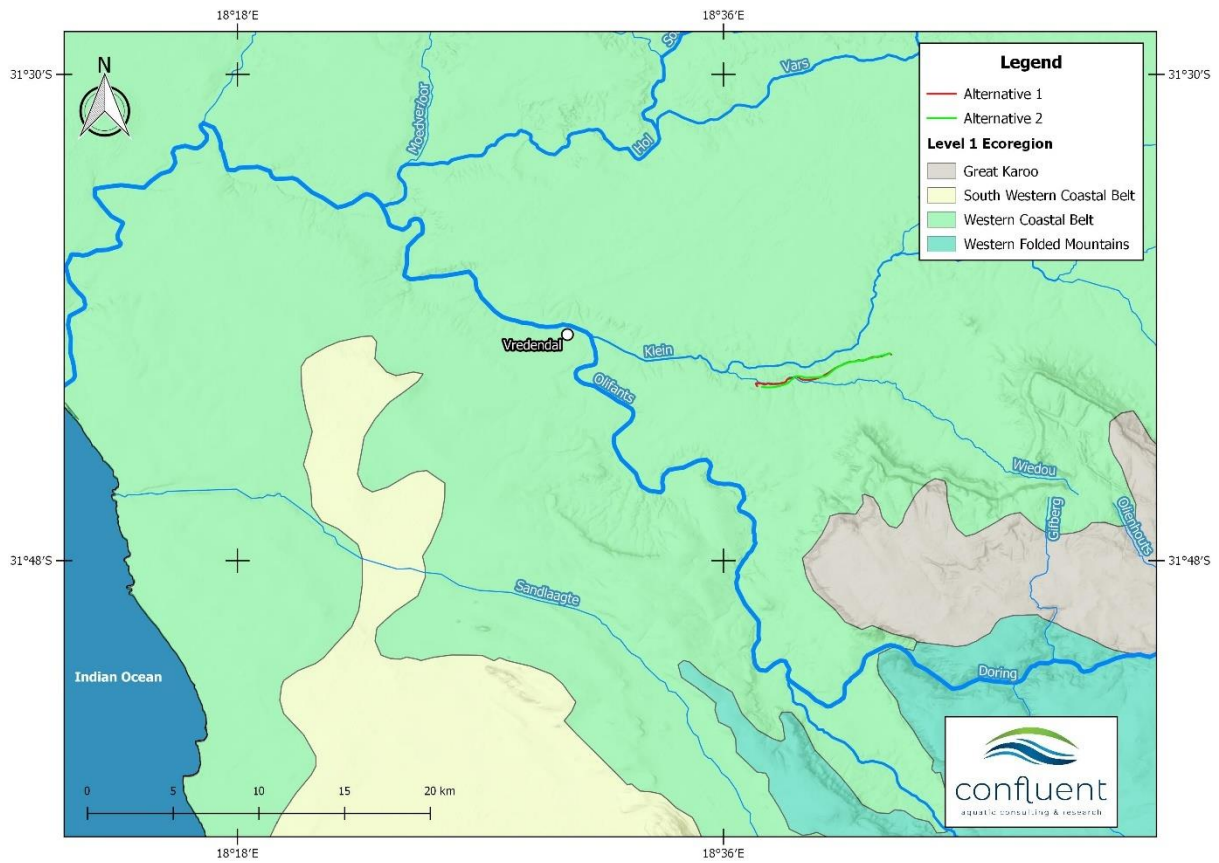 18°18'E
18°36'E
31°30'S
31°30'S
N
Legend
Alternative 1
Alternative 2
Level 1 Ecoregion
Great Karoo
South Western Coastal Belt
Western Coastal Belt
Western Folded Mountains
So
Vars
Moedverloor
Hol
Vredendal
Klein
Olifants
Wiedou
Gifberg
Olienhouts
31°48'S
31°48'S
Sandlaagte
Doring
Indian Ocean
0 5 10 15 20 km
confluent
aquatic consulting & research
18°18'E
18°36'E